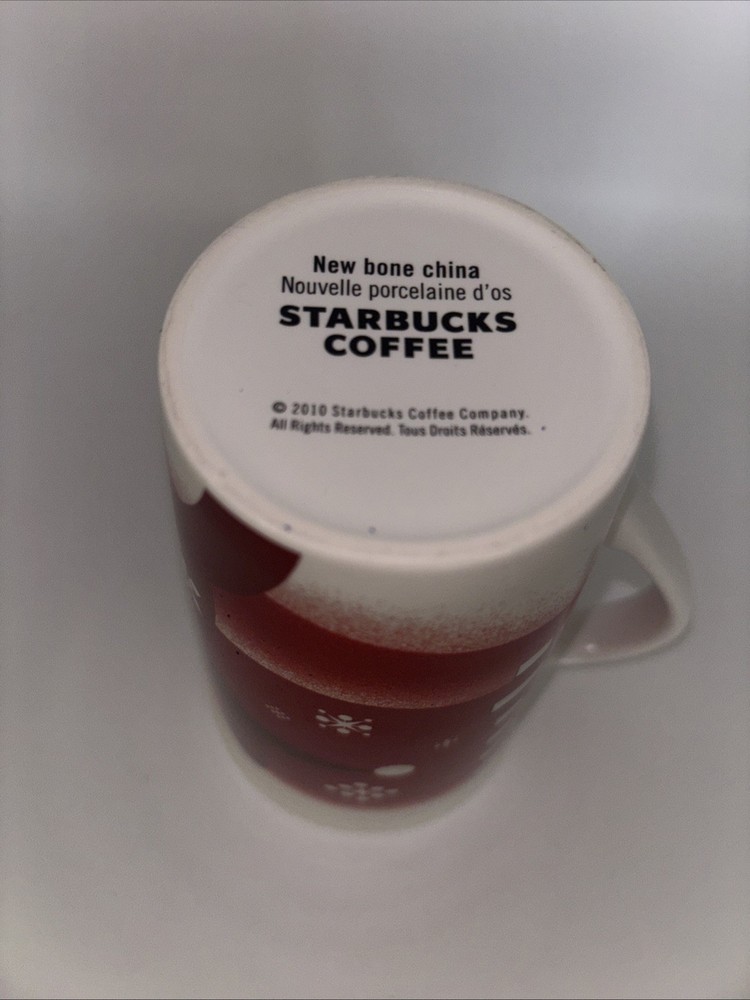 New bone china
Nouvelle porcelaine d'os
STARBUCKS
COFFEE
© 2010 Starbucks Coffee Company.
All Rights Reserved. Tous Droits Réservés.